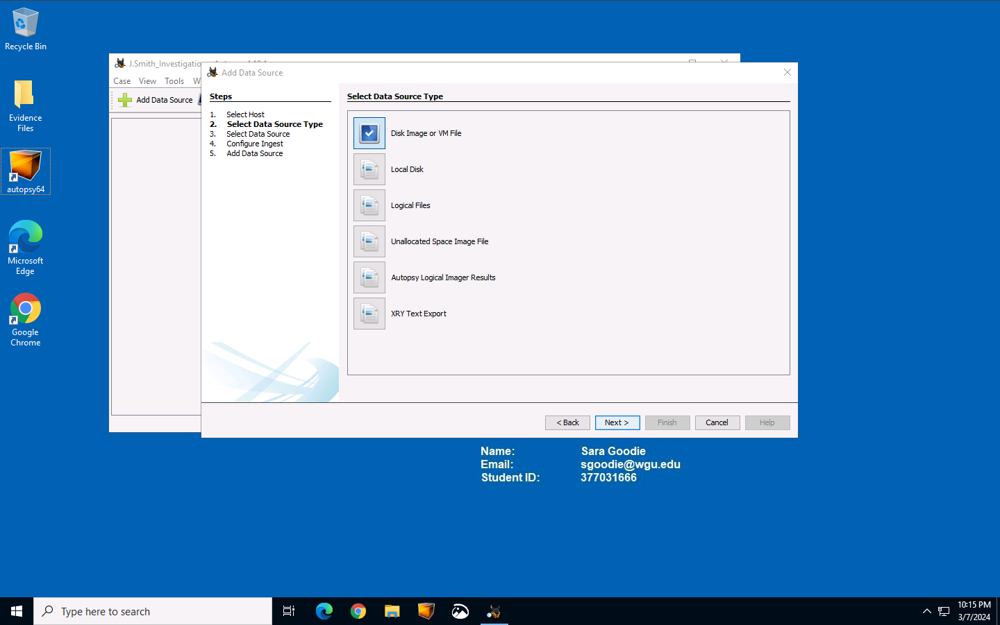 Recycle Bin
Evidence
Files
autopsy64
Microsoft
Edge
Google
Chrome
J.Smith_Investigatio
Case View Tools W
Add Data Source
Add Data Source
Steps
1. Select Host
2. Select Data Source Type
3. Select Data Source
4. Configure Ingest
5. Add Data Source
Select Data Source Type
Disk Image or VM File
Local Disk
Logical Files
Unallocated Space Image File
Autopsy Logical Imager Results
XRY Text Export
< Back Next > Finish Cancel Help
Name: Sara Goodie
Email: sgoodie@wgu.edu
Student ID: 377031666
Type here to search
10:15 PM
3/7/2024